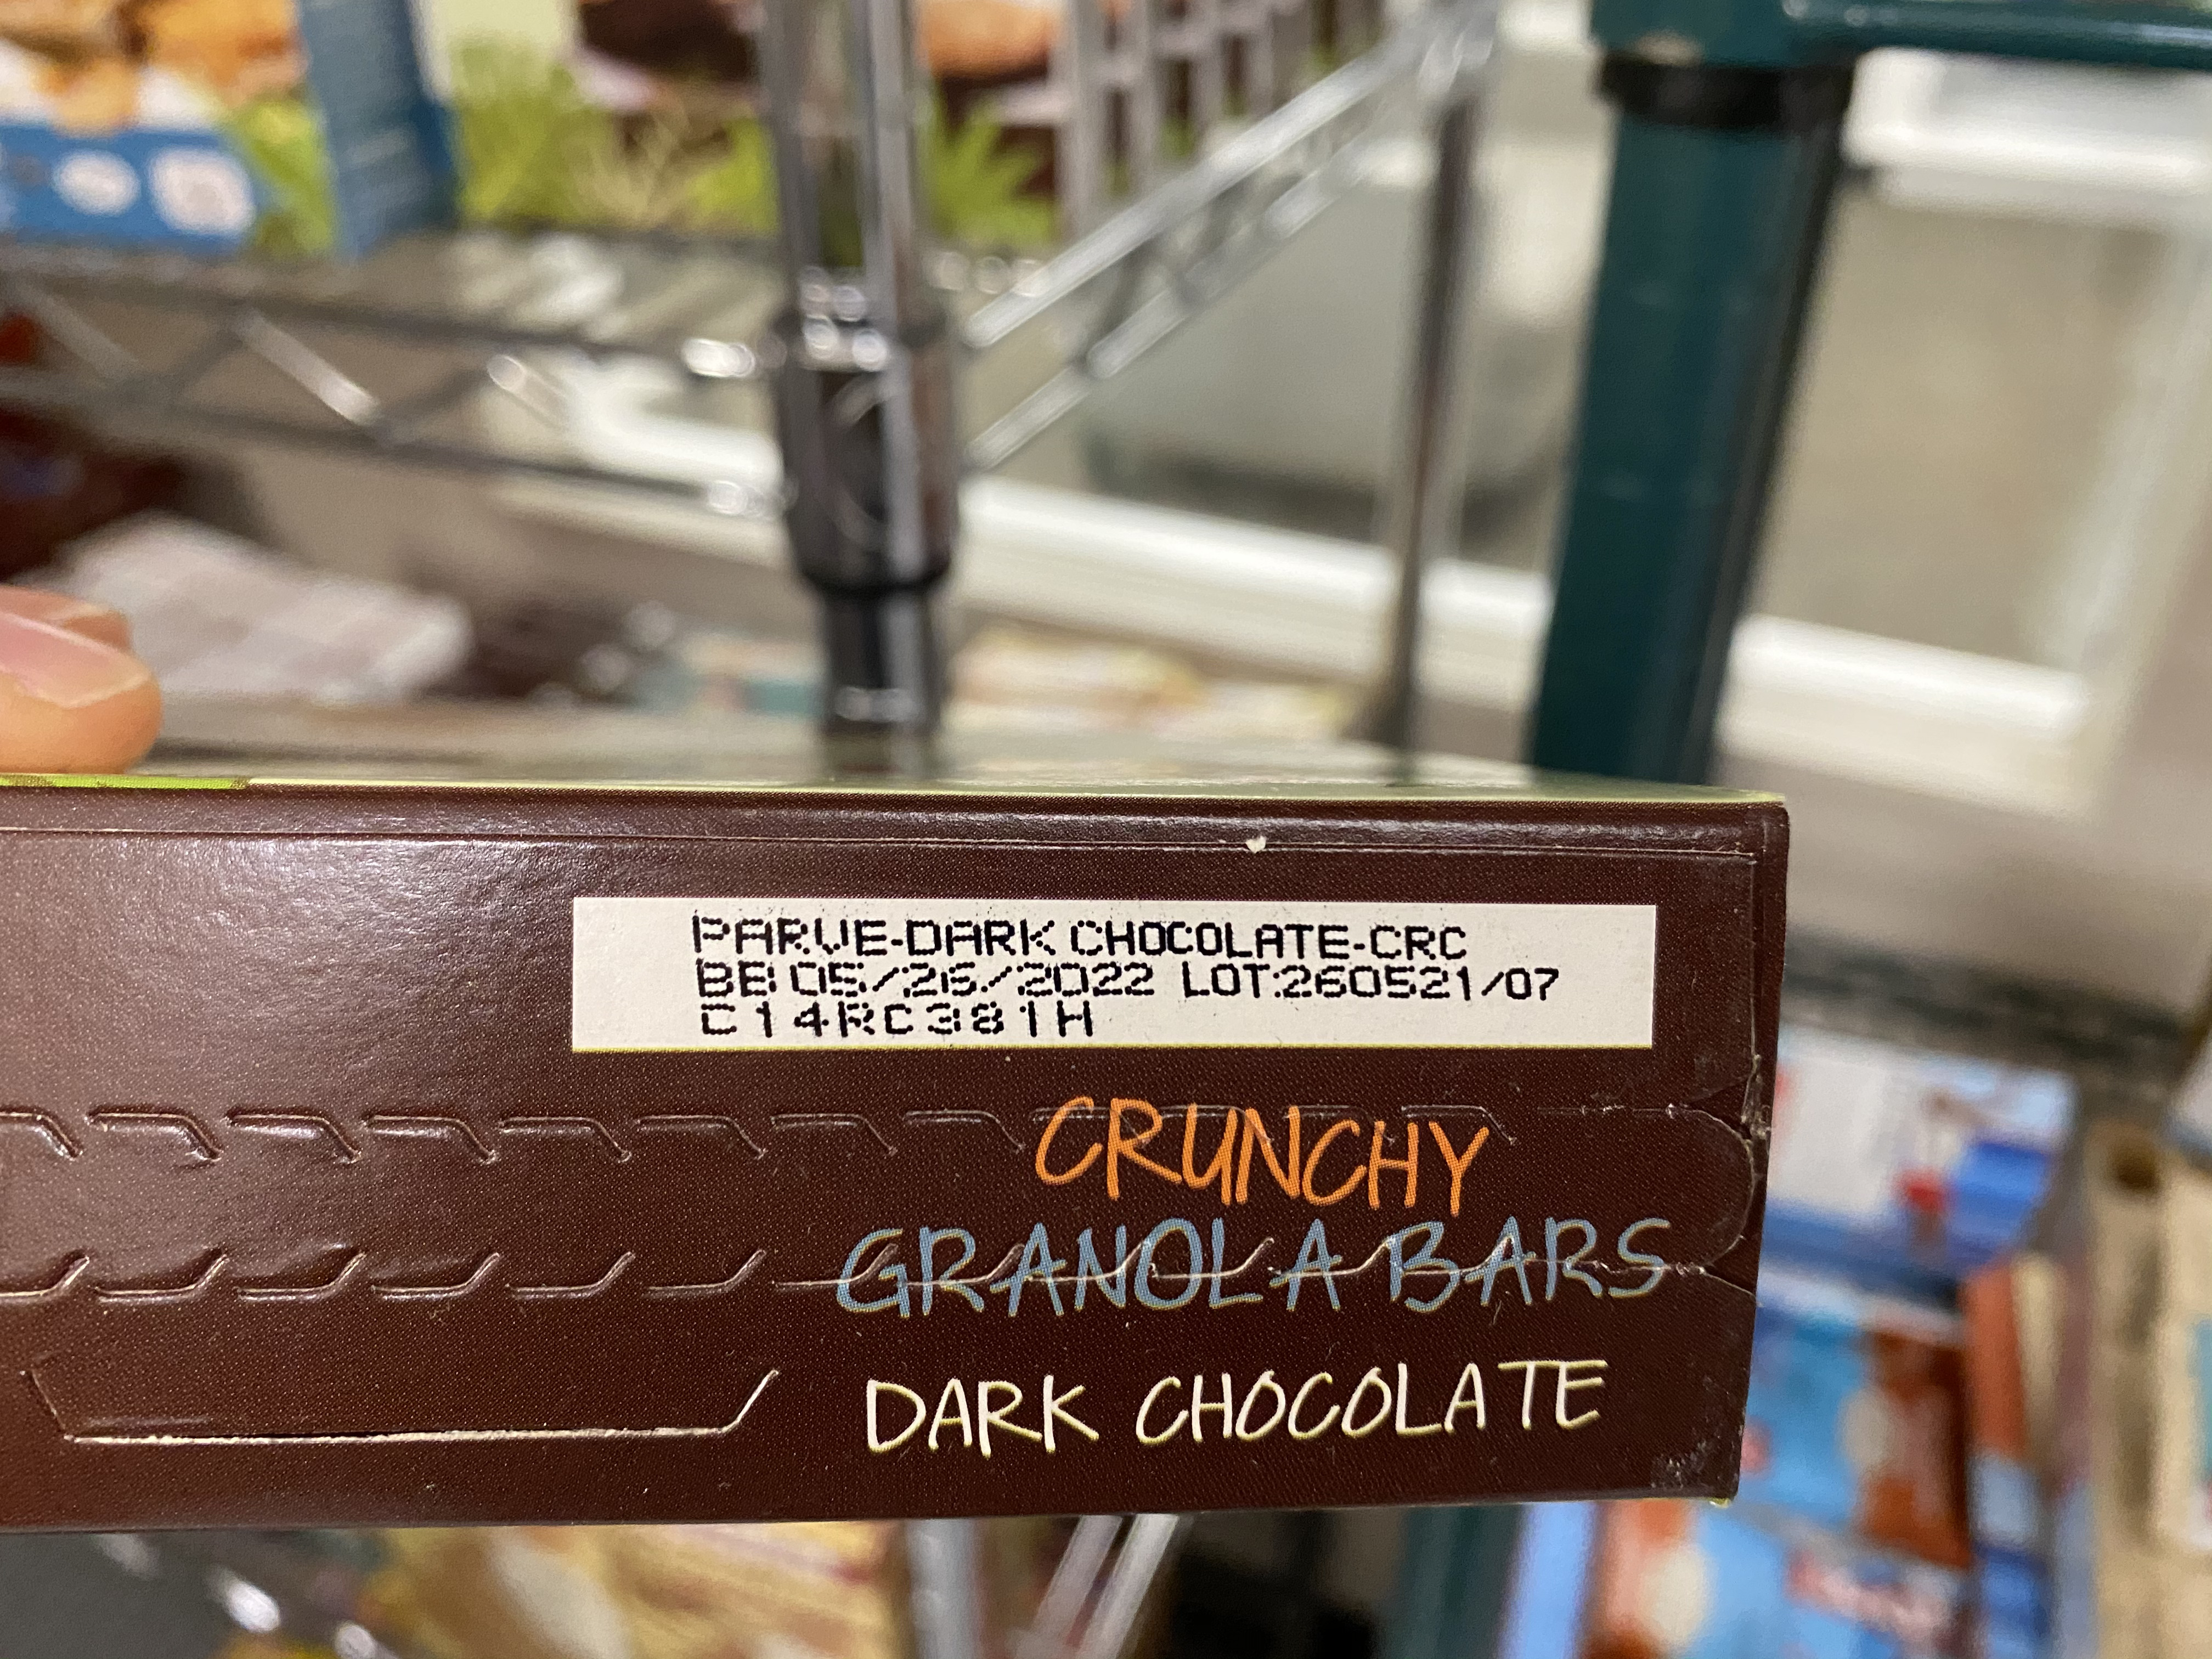 PARVE-DARK CHOCOLATE-CRC
BB 05/26/2022 LOT:260521/07
C14RC381H
CRUNCHY
GRANOLA BARS
DARK CHOCOLATE